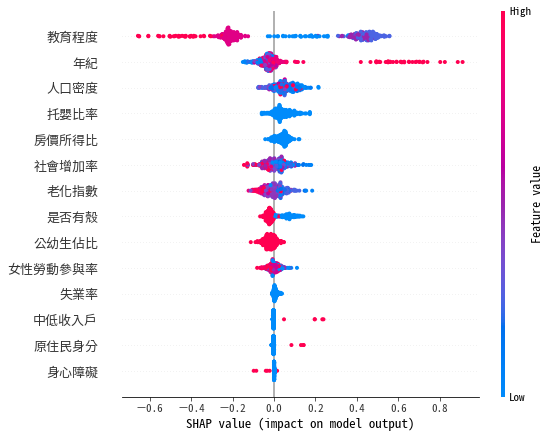 High
教育程度
年紀
人口密度
托嬰比率
房價所得比
社會增加率
老化指數
是否有殼
公幼生佔比
女性勞動參與率
失業率
中低收入戶
原住民身分
身心障礙
Feature value
Low
−0.6 −0.4 −0.2 0.0 0.2 0.4 0.6 0.8
SHAP value (impact on model output)